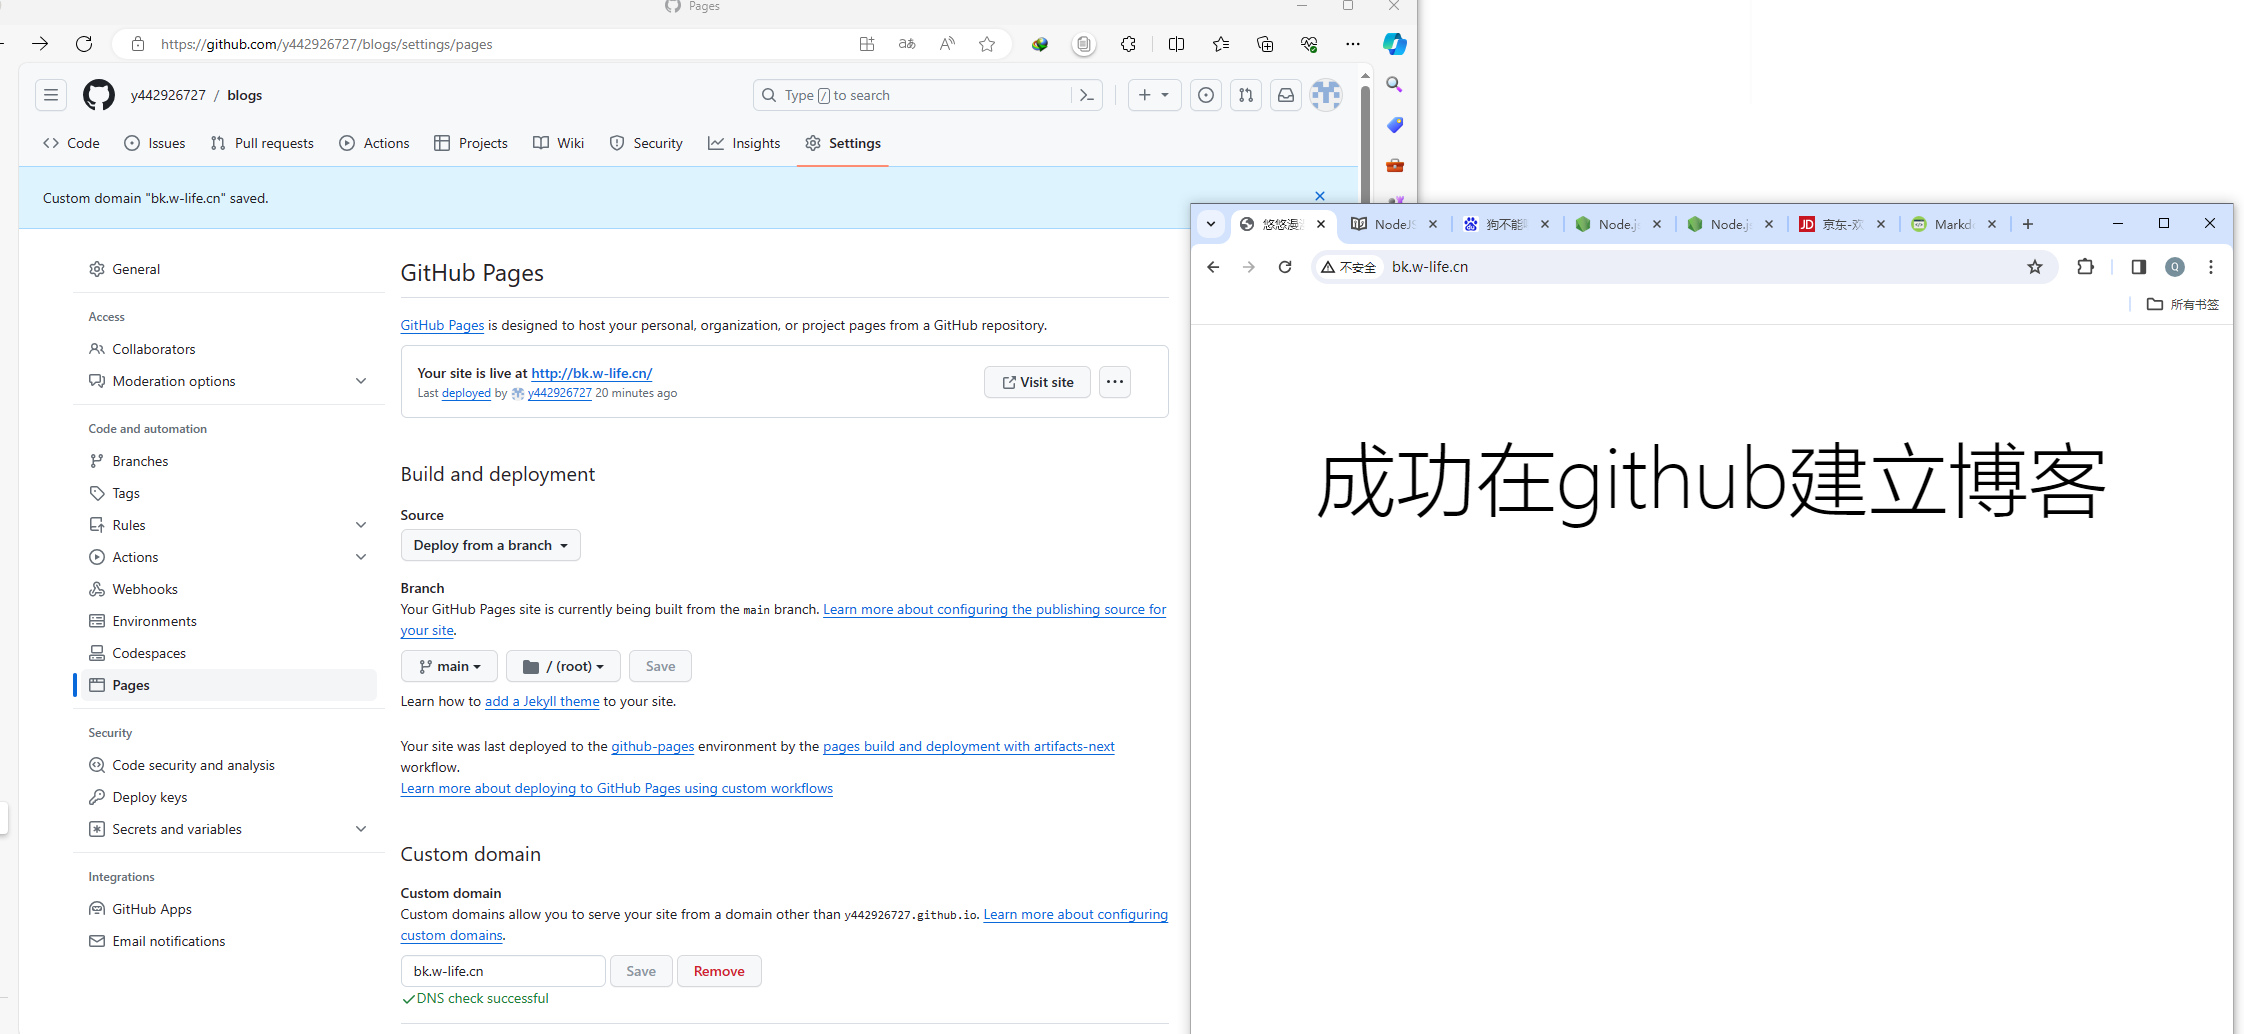 Pages
https://github.com/y442926727/blogs/settings/pages
y442926727 / blogs
Type / to search
Code
Issues
Pull requests
Actions
Projects
Wiki
Security
Insights
Settings
Custom domain "bk.w-life.cn" saved.
General
Access
Collaborators
Moderation options
Code and automation
Branches
Tags
Rules
Actions
Webhooks
Environments
Codespaces
Pages
Security
Code security and analysis
Deploy keys
Secrets and variables
Integrations
GitHub Apps
Email notifications
GitHub Pages
GitHub Pages is designed to host your personal, organization, or project pages from a GitHub repository.
Your site is live at http://bk.w-life.cn/
Last deployed by y442926727 20 minutes ago
Visit site
Build and deployment
Source
Deploy from a branch
Branch
Your GitHub Pages site is currently being built from the main branch. Learn more about configuring the publishing source for
your site.
main
/ (root)
Save
Learn how to add a Jekyll theme to your site.
Your site was last deployed to the github-pages environment by the pages build and deployment with artifacts-next
workflow.
Learn more about deploying to GitHub Pages using custom workflows
Custom domain
Custom domain
Custom domains allow you to serve your site from a domain other than y442926727.github.io. Learn more about configuring
custom domains.
bk.w-life.cn
Save
Remove
DNS check successful
悠悠漫
NodeJS
狗不能
Node.js
Node.js
JD
京东-欢
Markdo
不安全
bk.w-life.cn
Q
所有书签
成功在github建立博客